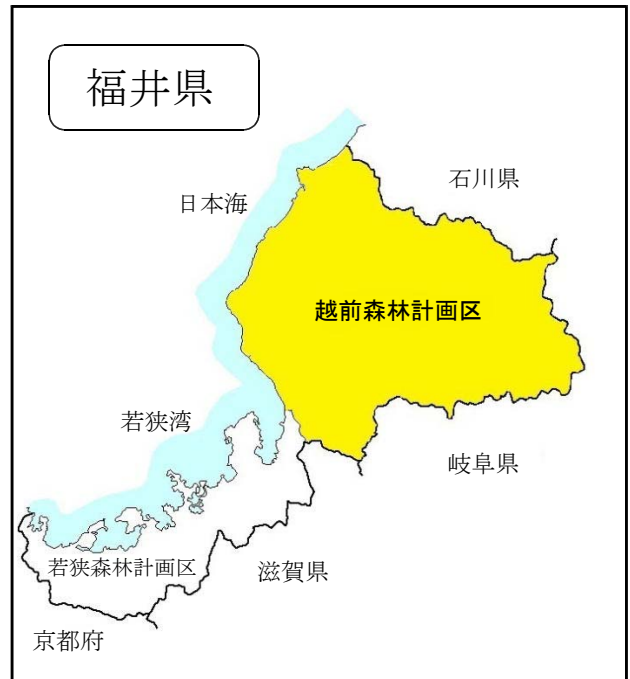 福井県
石川県
日本海
越前森林計画区
若狭湾
岐阜県
若狭森林計画区
滋賀県
京都府